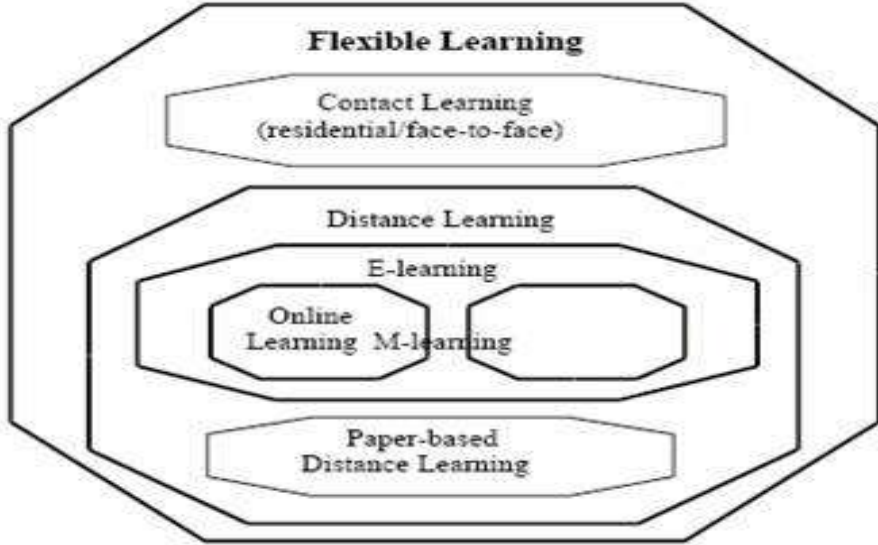 Flexible Learning
Contact Learning
(residential/face-to-face)
Distance Learning
E-learning
Online
Learning M-learning
Paper-based
Distance Learning